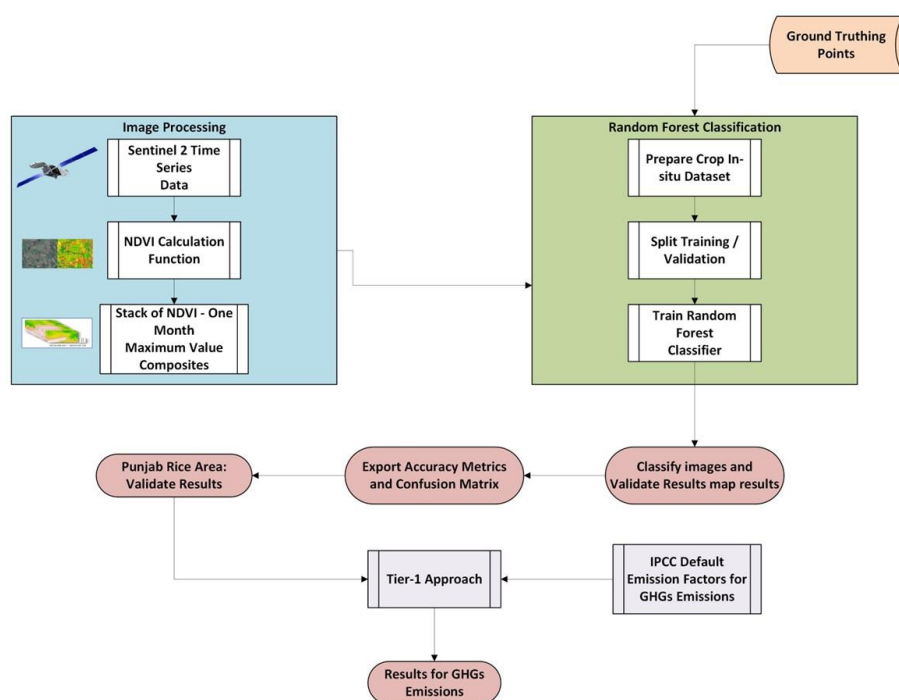 Ground Truthing
Points
Image Processing
Sentinel 2 Time
Series
Data
NDVI Calculation
Function
Stack of NDVI - One
Month
Maximum Value
Composites
Random Forest Classification
Prepare Crop In-
situ Dataset
Split Training /
Validation
Train Random
Forest
Classifier
Classify images and
Validate Results map results
Export Accuracy Metrics
and Confusion Matrix
Punjab Rice Area:
Validate Results
Tier-1 Approach
IPCC Default
Emission Factors for
GHGs Emissions
Results for GHGs
Emissions